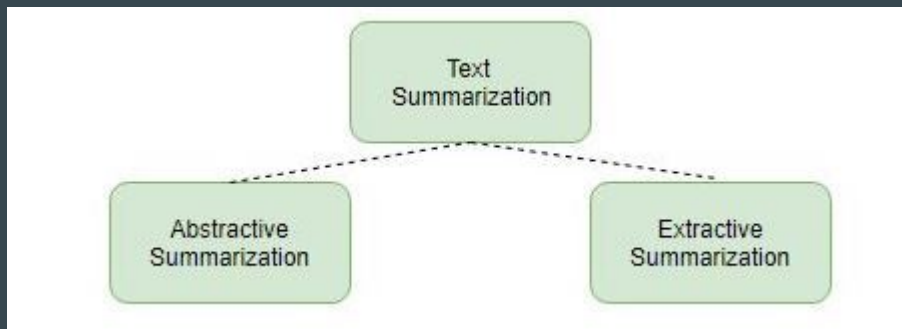 Text
Summarization
Abstractive
Summarization
Extractive
Summarization